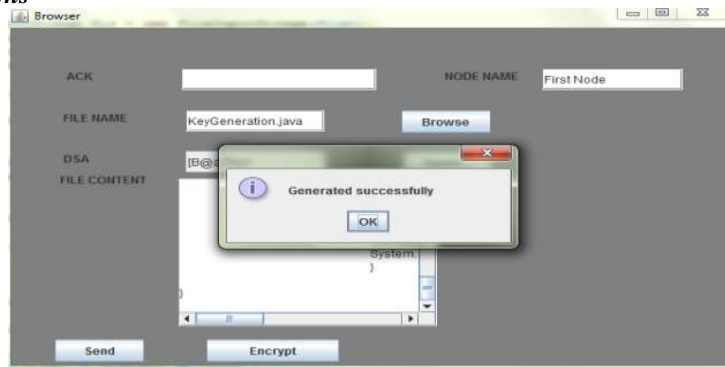 Browser
ACK
NODE NAME First Node
FILE NAME KeyGeneration.java Browse
DSA [B@a
Generated successfully
FILE CONTENT
OK
System.
}
}
Send Encrypt